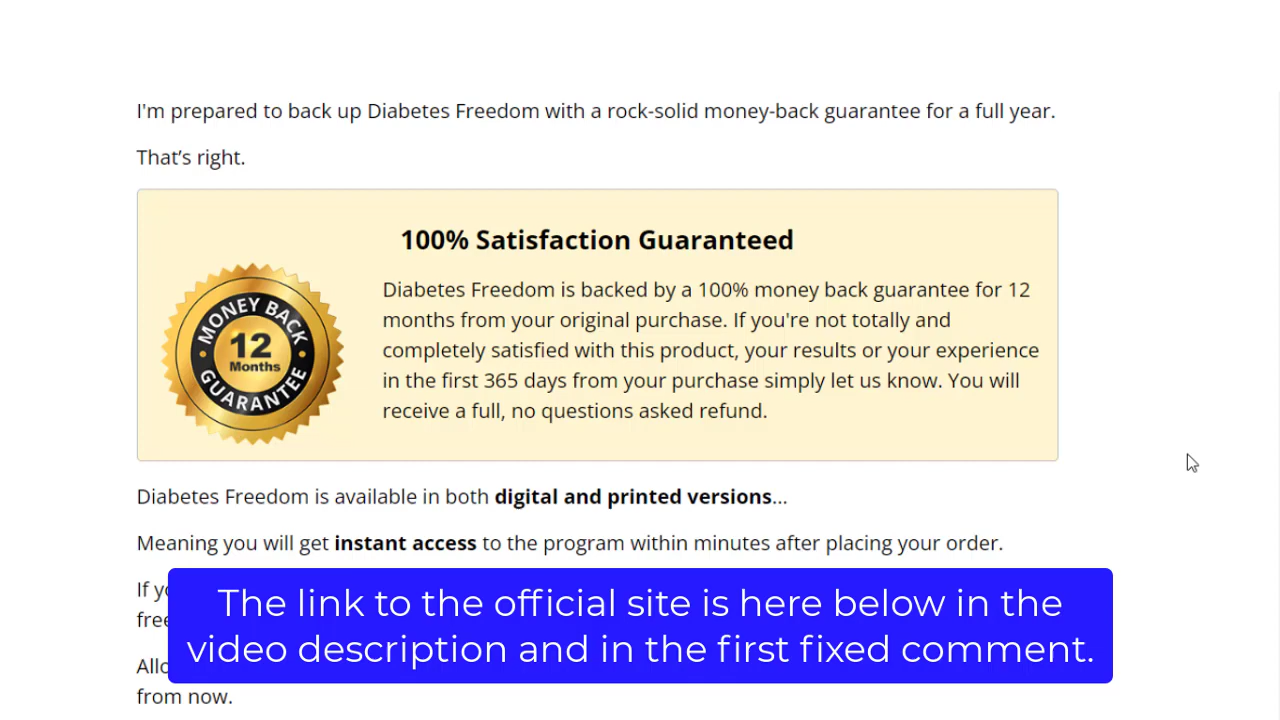 I'm prepared to back up Diabetes Freedom with a rock-solid money-back guarantee for a full year.
That’s right.
100% Satisfaction Guaranteed
MONEY BACK
12
Months
GUARANTEE
Diabetes Freedom is backed by a 100% money back guarantee for 12
months from your original purchase. If you're not totally and
completely satisfied with this product, your results or your experience
in the first 365 days from your purchase simply let us know. You will
receive a full, no questions asked refund.
Diabetes Freedom is available in both digital and printed versions...
Meaning you will get instant access to the program within minutes after placing your order.
If
The link to the official site is here below in the
video description and in the first fixed comment.
from now.